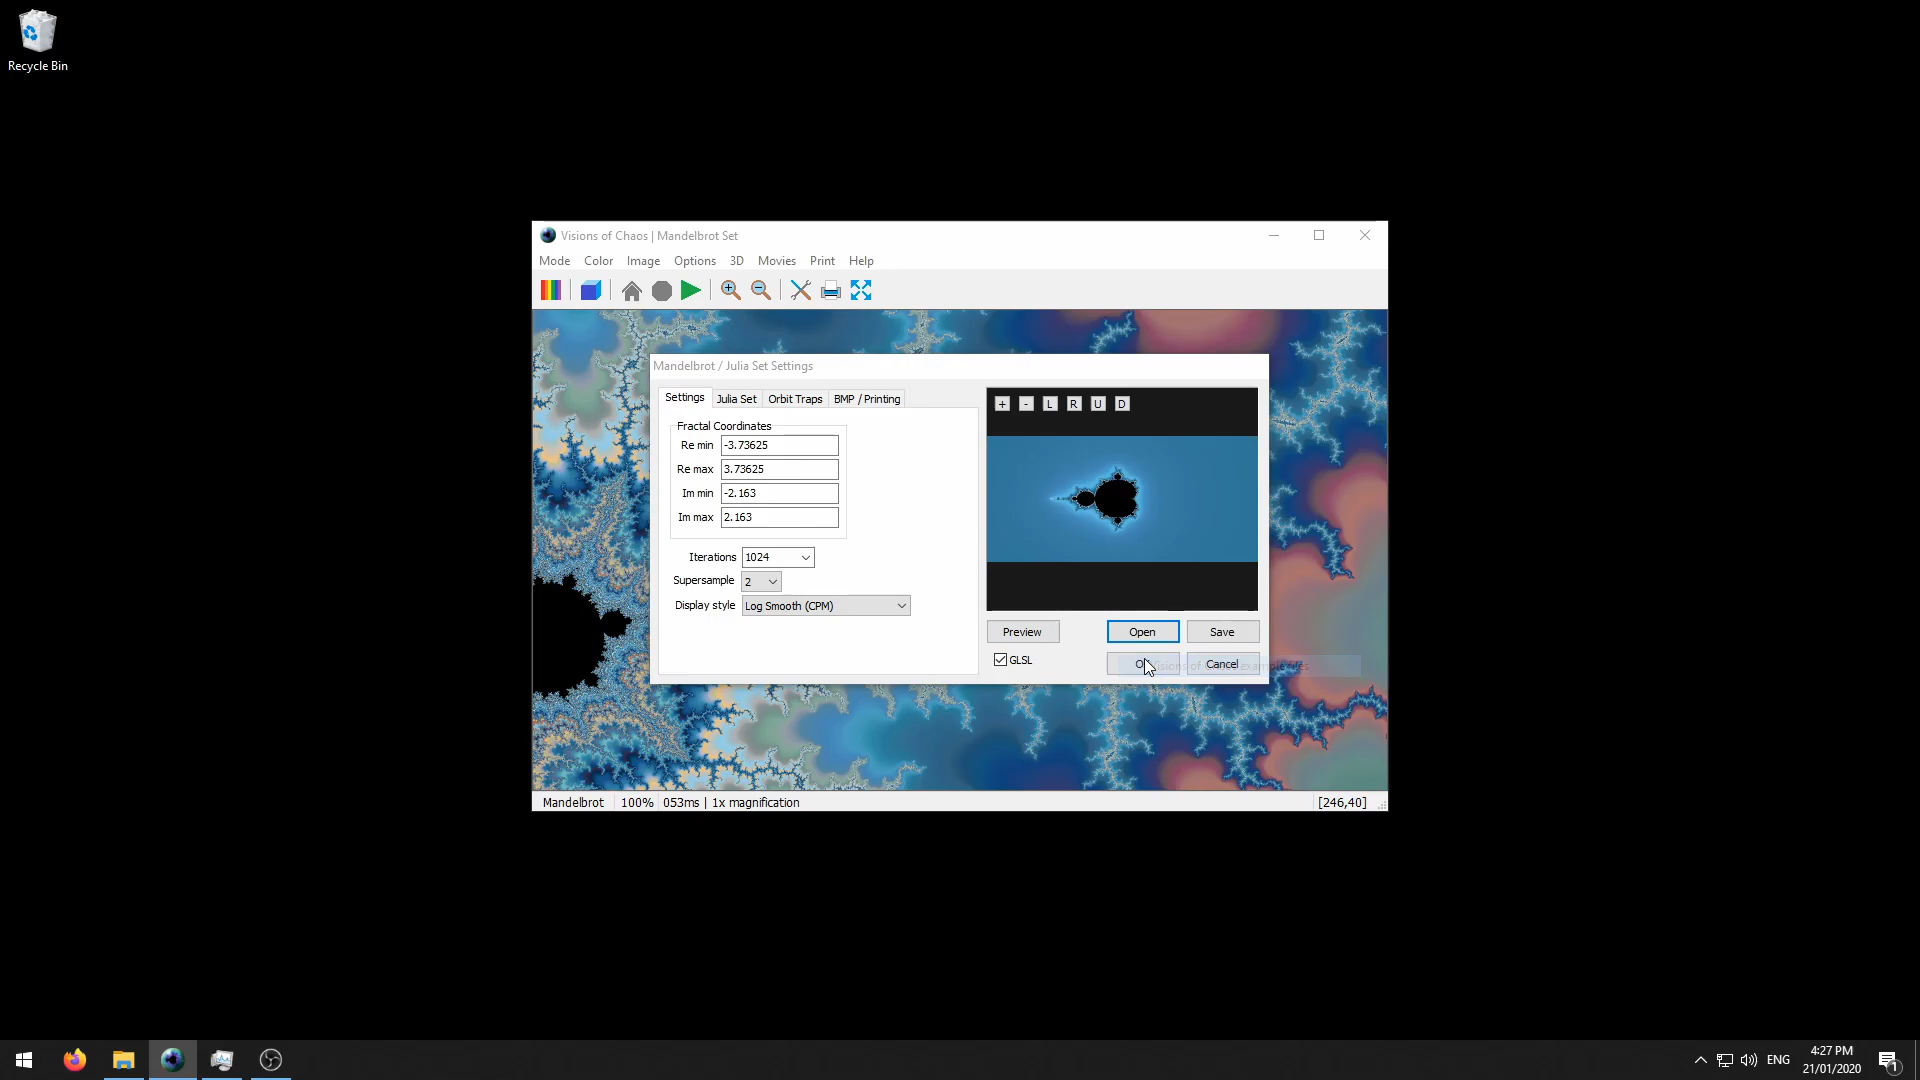 Recycle Bin
Visions of Chaos | Mandelbrot Set
Mode Color Image Options 3D Movies Print Help
Mandelbrot / Julia Set Settings
Settings Julia Set Orbit Traps BMP / Printing
+ - L R U D
Fractal Coordinates
Re min -3.73625
Re max 3.73625
Im min -2.163
Im max 2.163
Iterations 1024
Supersample 2
Display style Log Smooth (CPM)
Preview Open Save
GLSL Cancel
Mandelbrot 100% 053ms | 1x magnification [246,40]
ENG 4:27 PM
21/01/2020 1